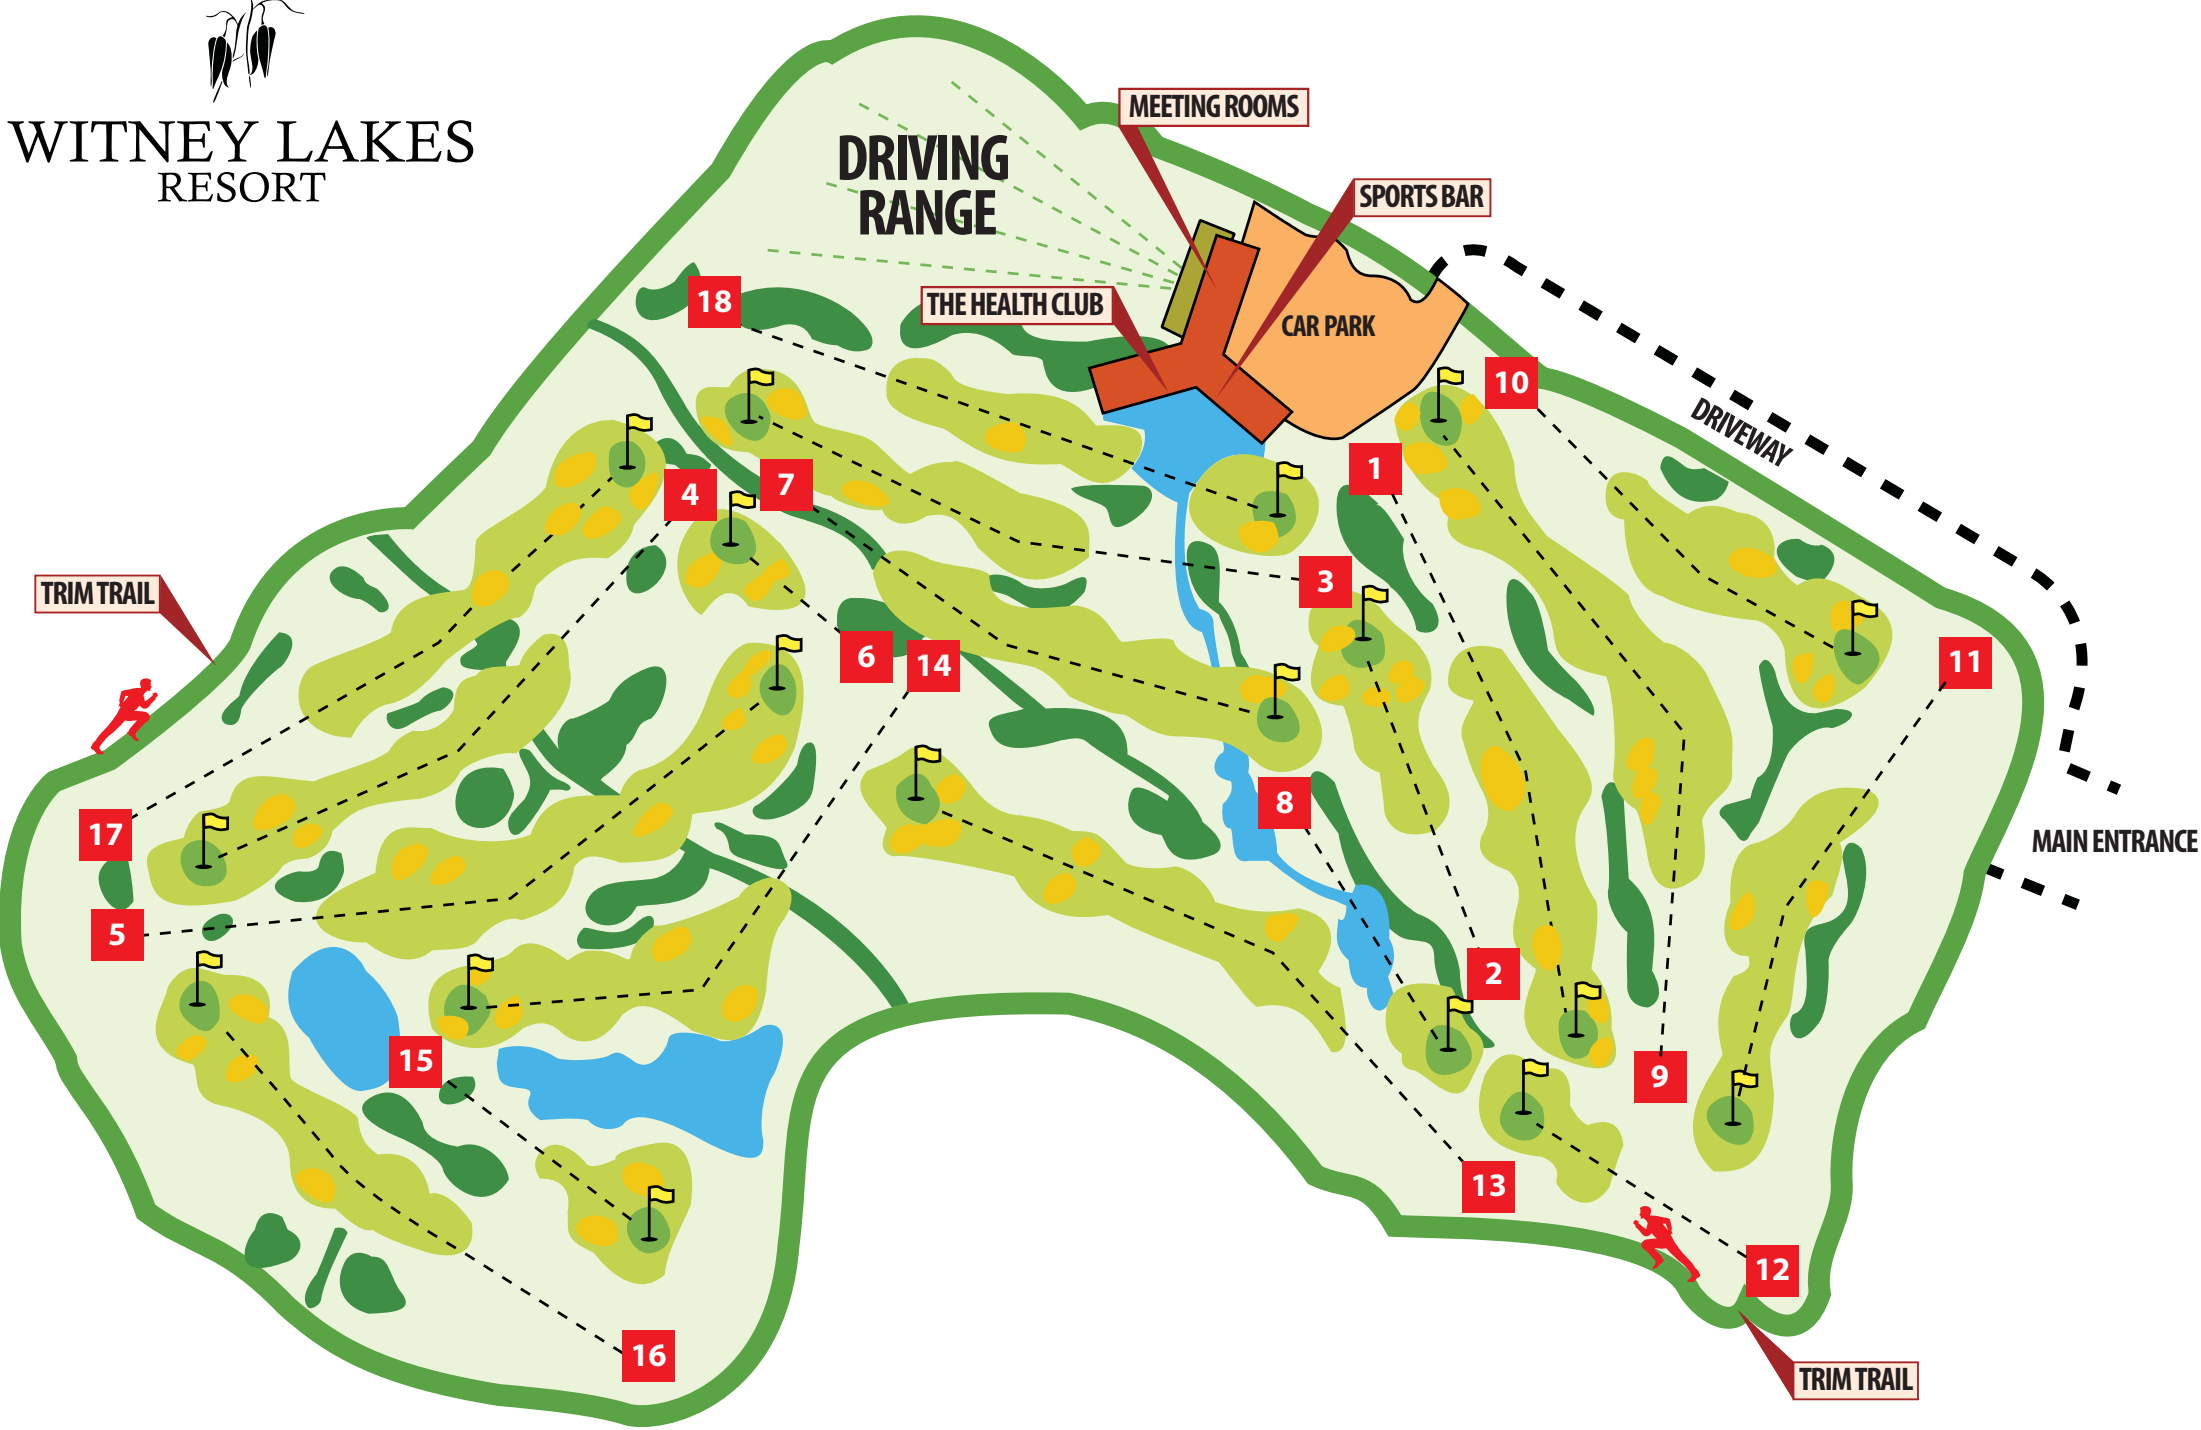 WITNEY LAKES
RESORT
DRIVING
RANGE
MEETING ROOMS
SPORTS BAR
THE HEALTH CLUB
CAR PARK
18
10
DRIVEWAY
1
7
4
3
TRIM TRAIL
6
14
11
8
17
MAIN ENTRANCE
5
2
15
9
13
12
16
TRIM TRAIL